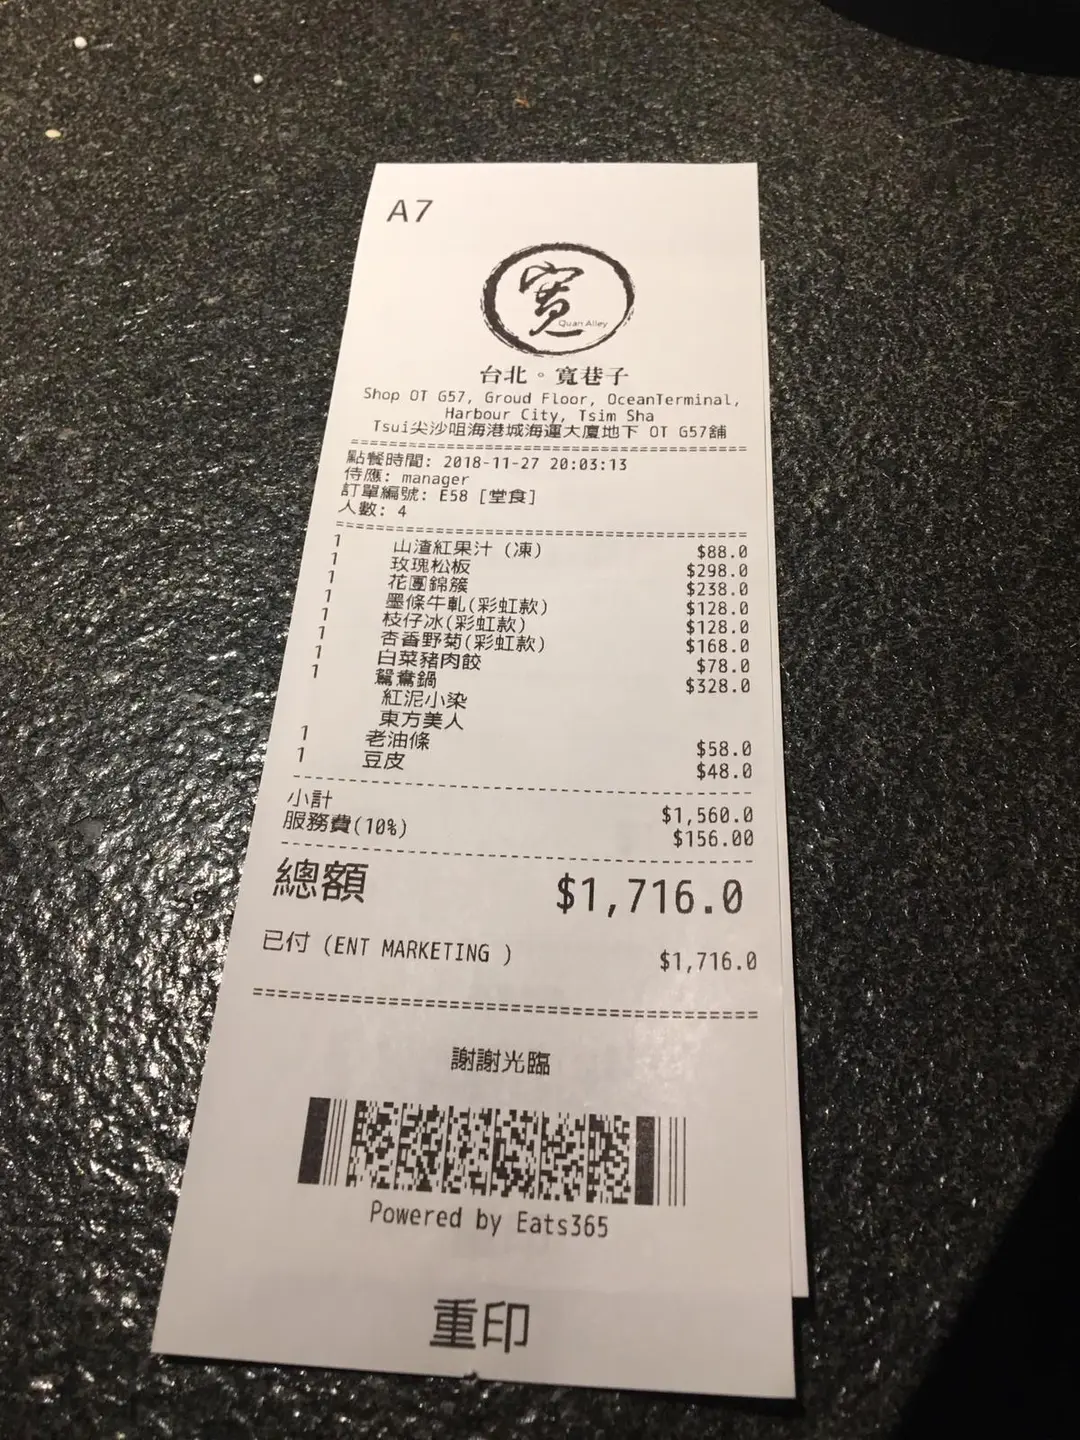 A7
寬
Quan Alley
台北。寬巷子
Shop OT G57, Groud Floor, OceanTerminal,
Harbour City, Tsim Sha
Tsui尖沙咀海港城海運大廈地下 OT G57舖
點餐時間: 2018-11-27 20:03:13
侍應: manager
訂單編號: E58 [堂食]
人數: 4
1 山渣紅果汁 (凍) $88.0
1 玫瑰松板 $298.0
1 花團錦簇 $238.0
1 墨條牛軋(彩虹款) $128.0
1 枝仔冰(彩虹款) $128.0
1 杏香野菊(彩虹款) $168.0
1 白菜豬肉餃 $78.0
1 鴛鴦鍋 $328.0
紅泥小染
東方美人
1 老油條 $58.0
1 豆皮 $48.0
小計 $1,560.0
服務費(10%) $156.00
總額 $1,716.0
已付 (ENT MARKETING ) $1,716.0
謝謝光臨
Powered by Eats365
重印